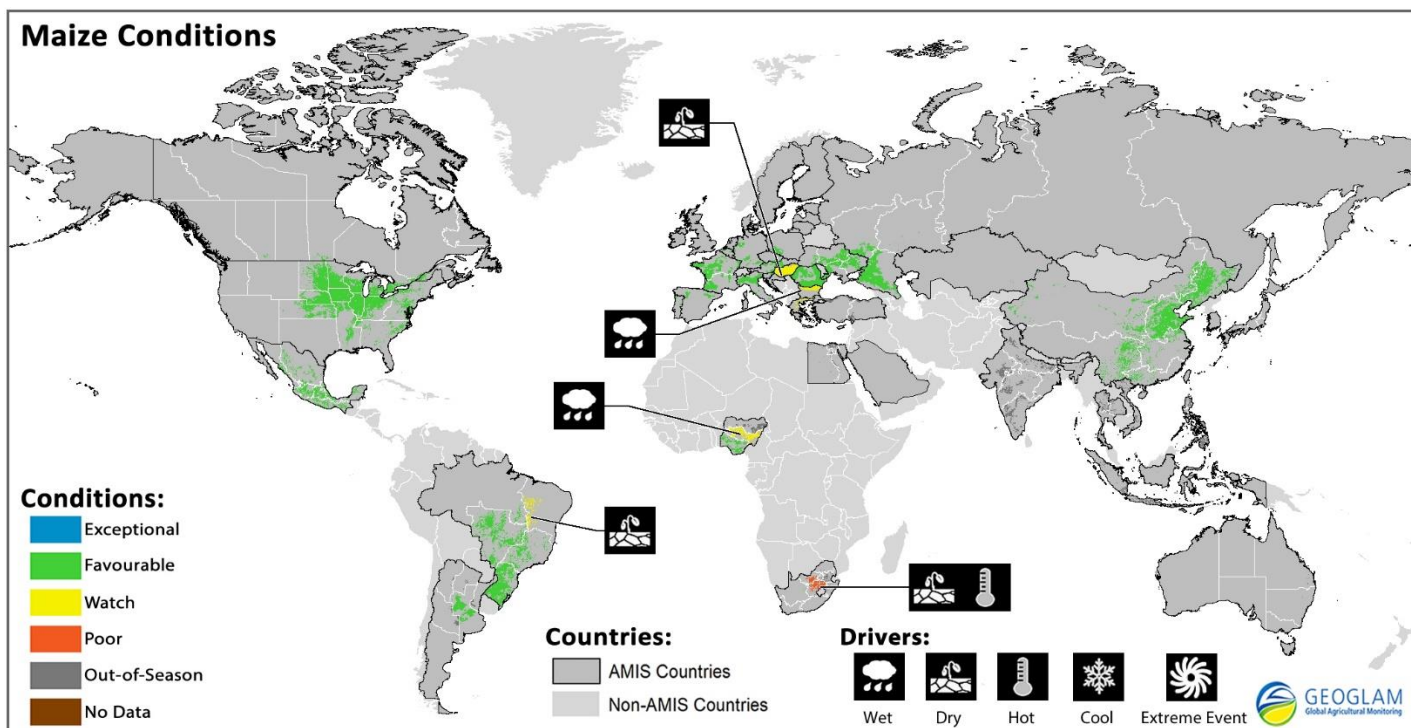 Maize Conditions
Conditions:
Exceptional
Favourable
Watch
Poor
Out-of-Season
No Data
Countries:
AMIS Countries
Non-AMIS Countries
Drivers:
Wet
Dry
Hot
Cool
Extreme Event
GEOGLAM
Global Agricultural Monitoring